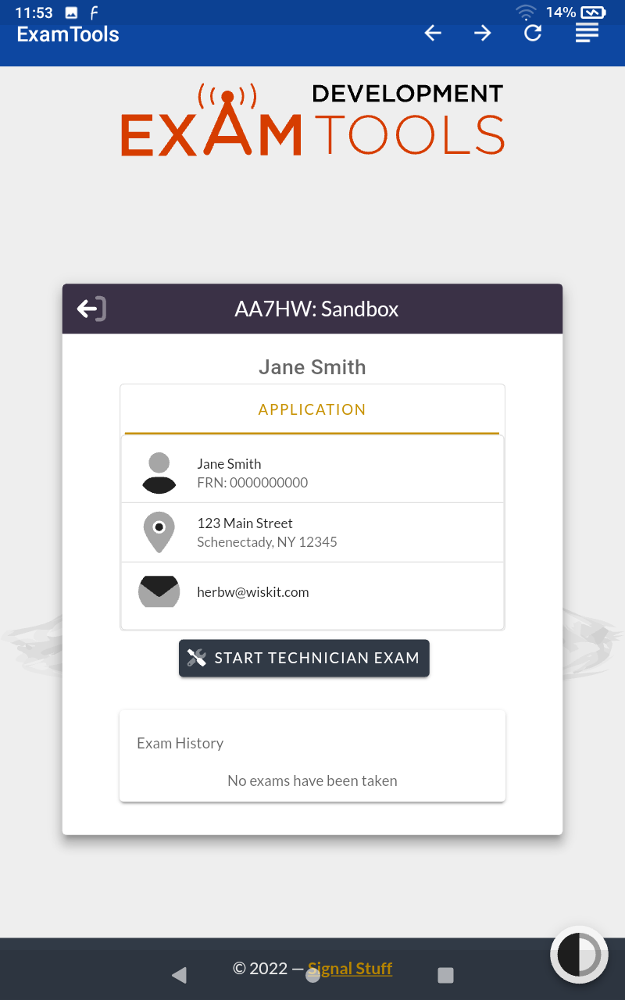 11:53
14%
ExamTools
DEVELOPMENT
EXAM TOOLS
AA7HW: Sandbox
Jane Smith
APPLICATION
Jane Smith
FRN: 0000000000
123 Main Street
Schenectady, NY 12345
herbw@wiskit.com
START TECHNICIAN EXAM
Exam History
No exams have been taken
© 2022 — Signal Stuff